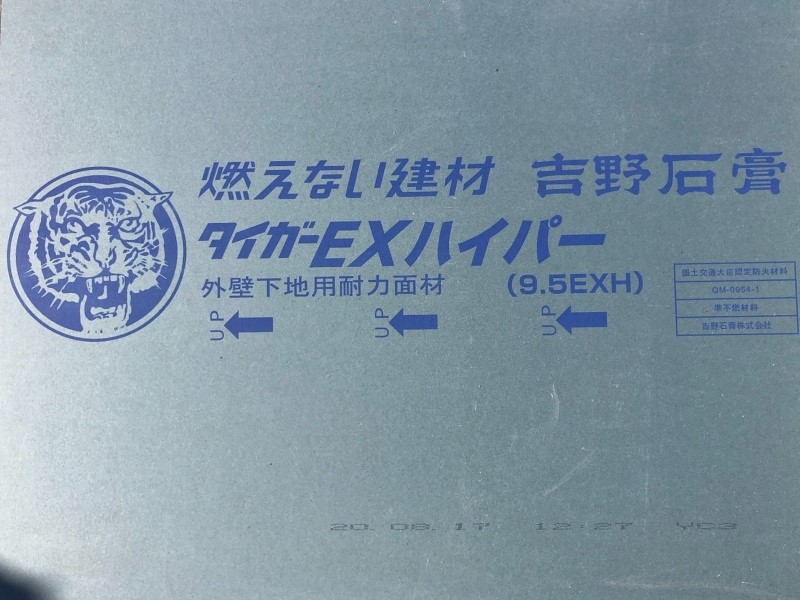 燃えない建材 吉野石膏
タイガーEXハイパー
外壁下地用耐力面材 (9.5EXH)
UP UP UP
国土交通大臣認定防火材料
QM-0954-1
準不燃材料
吉野石膏株式会社
20. 08. 17 12:27 YC3